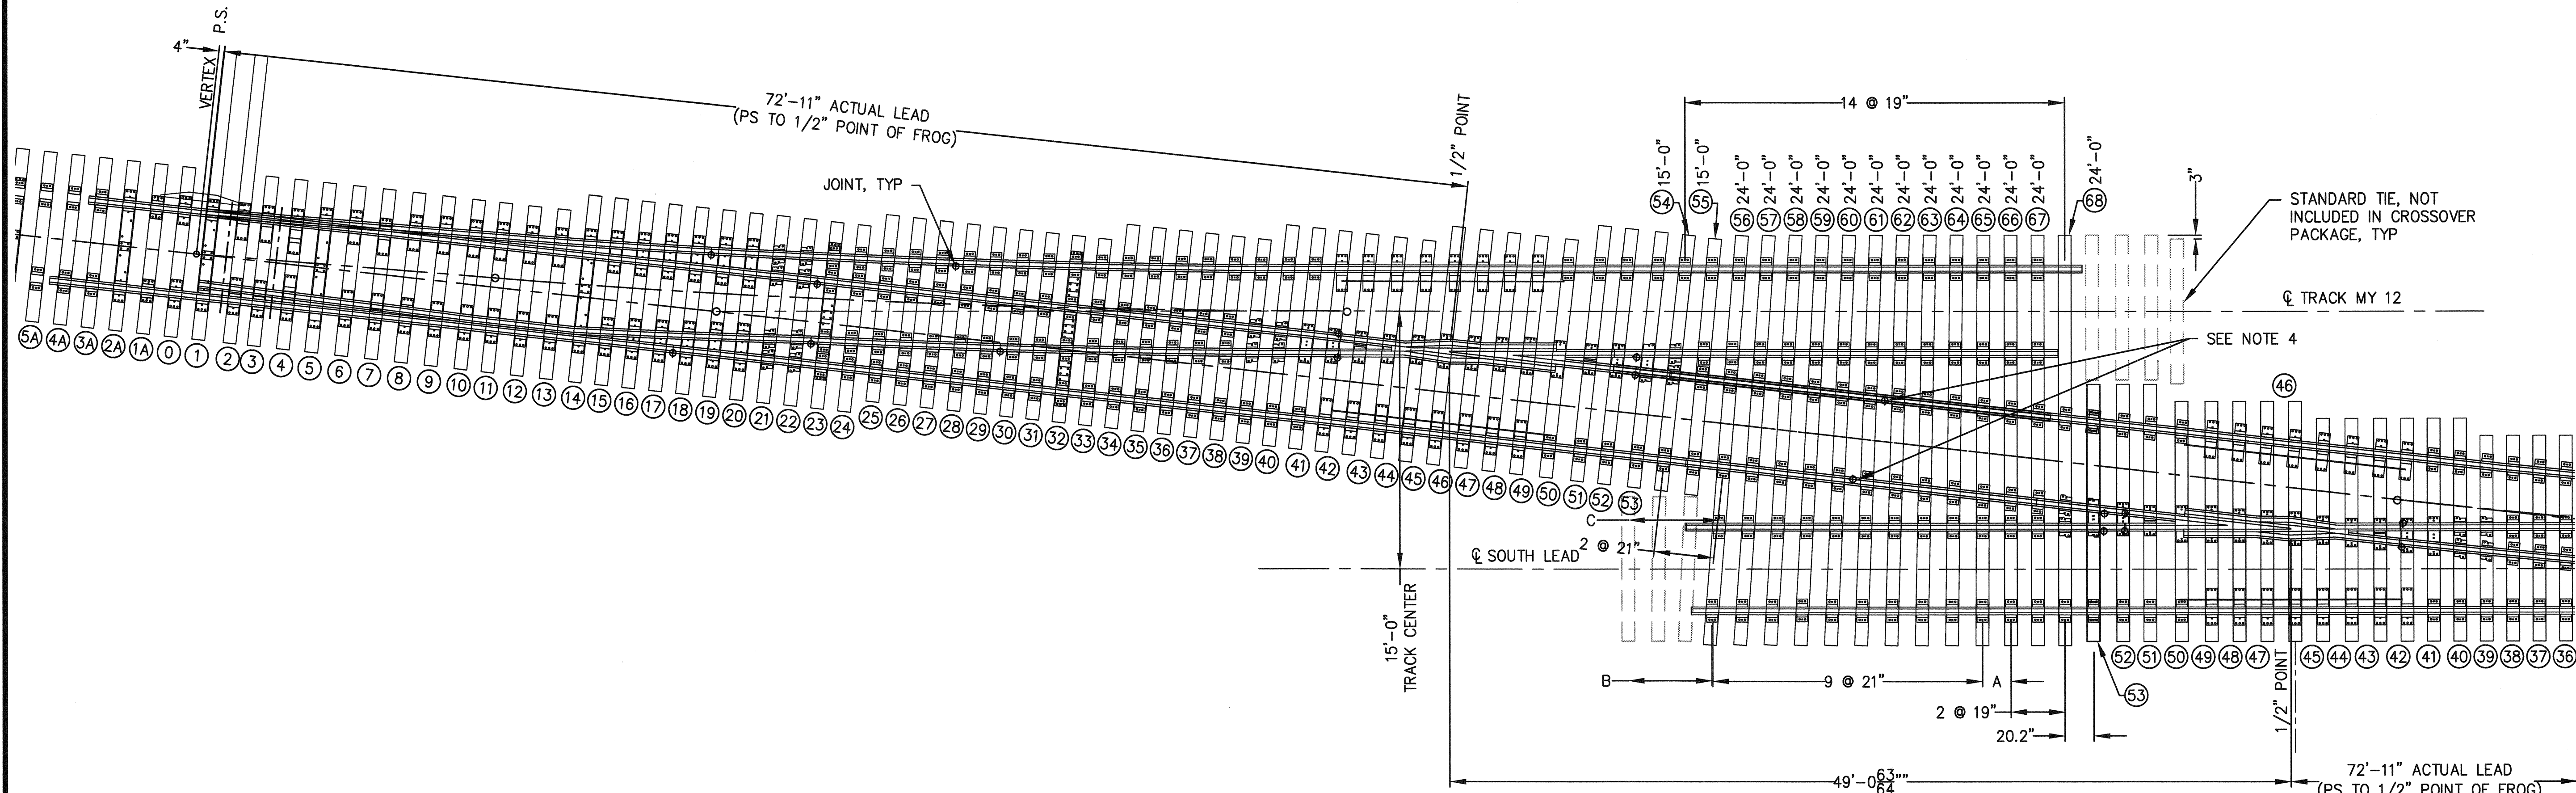 P.S.
4"
VERTEX
72'-11" ACTUAL LEAD
(PS TO 1/2" POINT OF FROG)
JOINT, TYP
1/2" POINT
14 @ 19"
54 15'-0"
55 15'-0"
56 24'-0"
57 24'-0"
58 24'-0"
59 24'-0"
60 24'-0"
61 24'-0"
62 24'-0"
63 24'-0"
64 24'-0"
65 24'-0"
66 24'-0"
67 24'-0"
68 24'-0"
3"
STANDARD TIE, NOT
INCLUDED IN CROSSOVER
PACKAGE, TYP
℄ TRACK MY 12
SEE NOTE 4
5A 4A 3A 2A 1A 0 1 2 3 4 5 6 7 8 9 10 11 12 13 14 15 16 17 18 19 20 21 22 23 24 25 26 27 28 29 30 31 32 33 34 35 36 37 38 39 40 41 42 43 44 45 46 47 48 49 50 51 52 53
46
C
2 @ 21"
℄ SOUTH LEAD
15'-0"
TRACK CENTER
B
9 @ 21"
A
2 @ 19"
20.2"
53
52 51 50 49 48 47
1/2" POINT
45 44 43 42 41 40 39 38 37 36
49'-0 63/64""
72'-11" ACTUAL LEAD
(PS TO 1/2" POINT OF FROG)